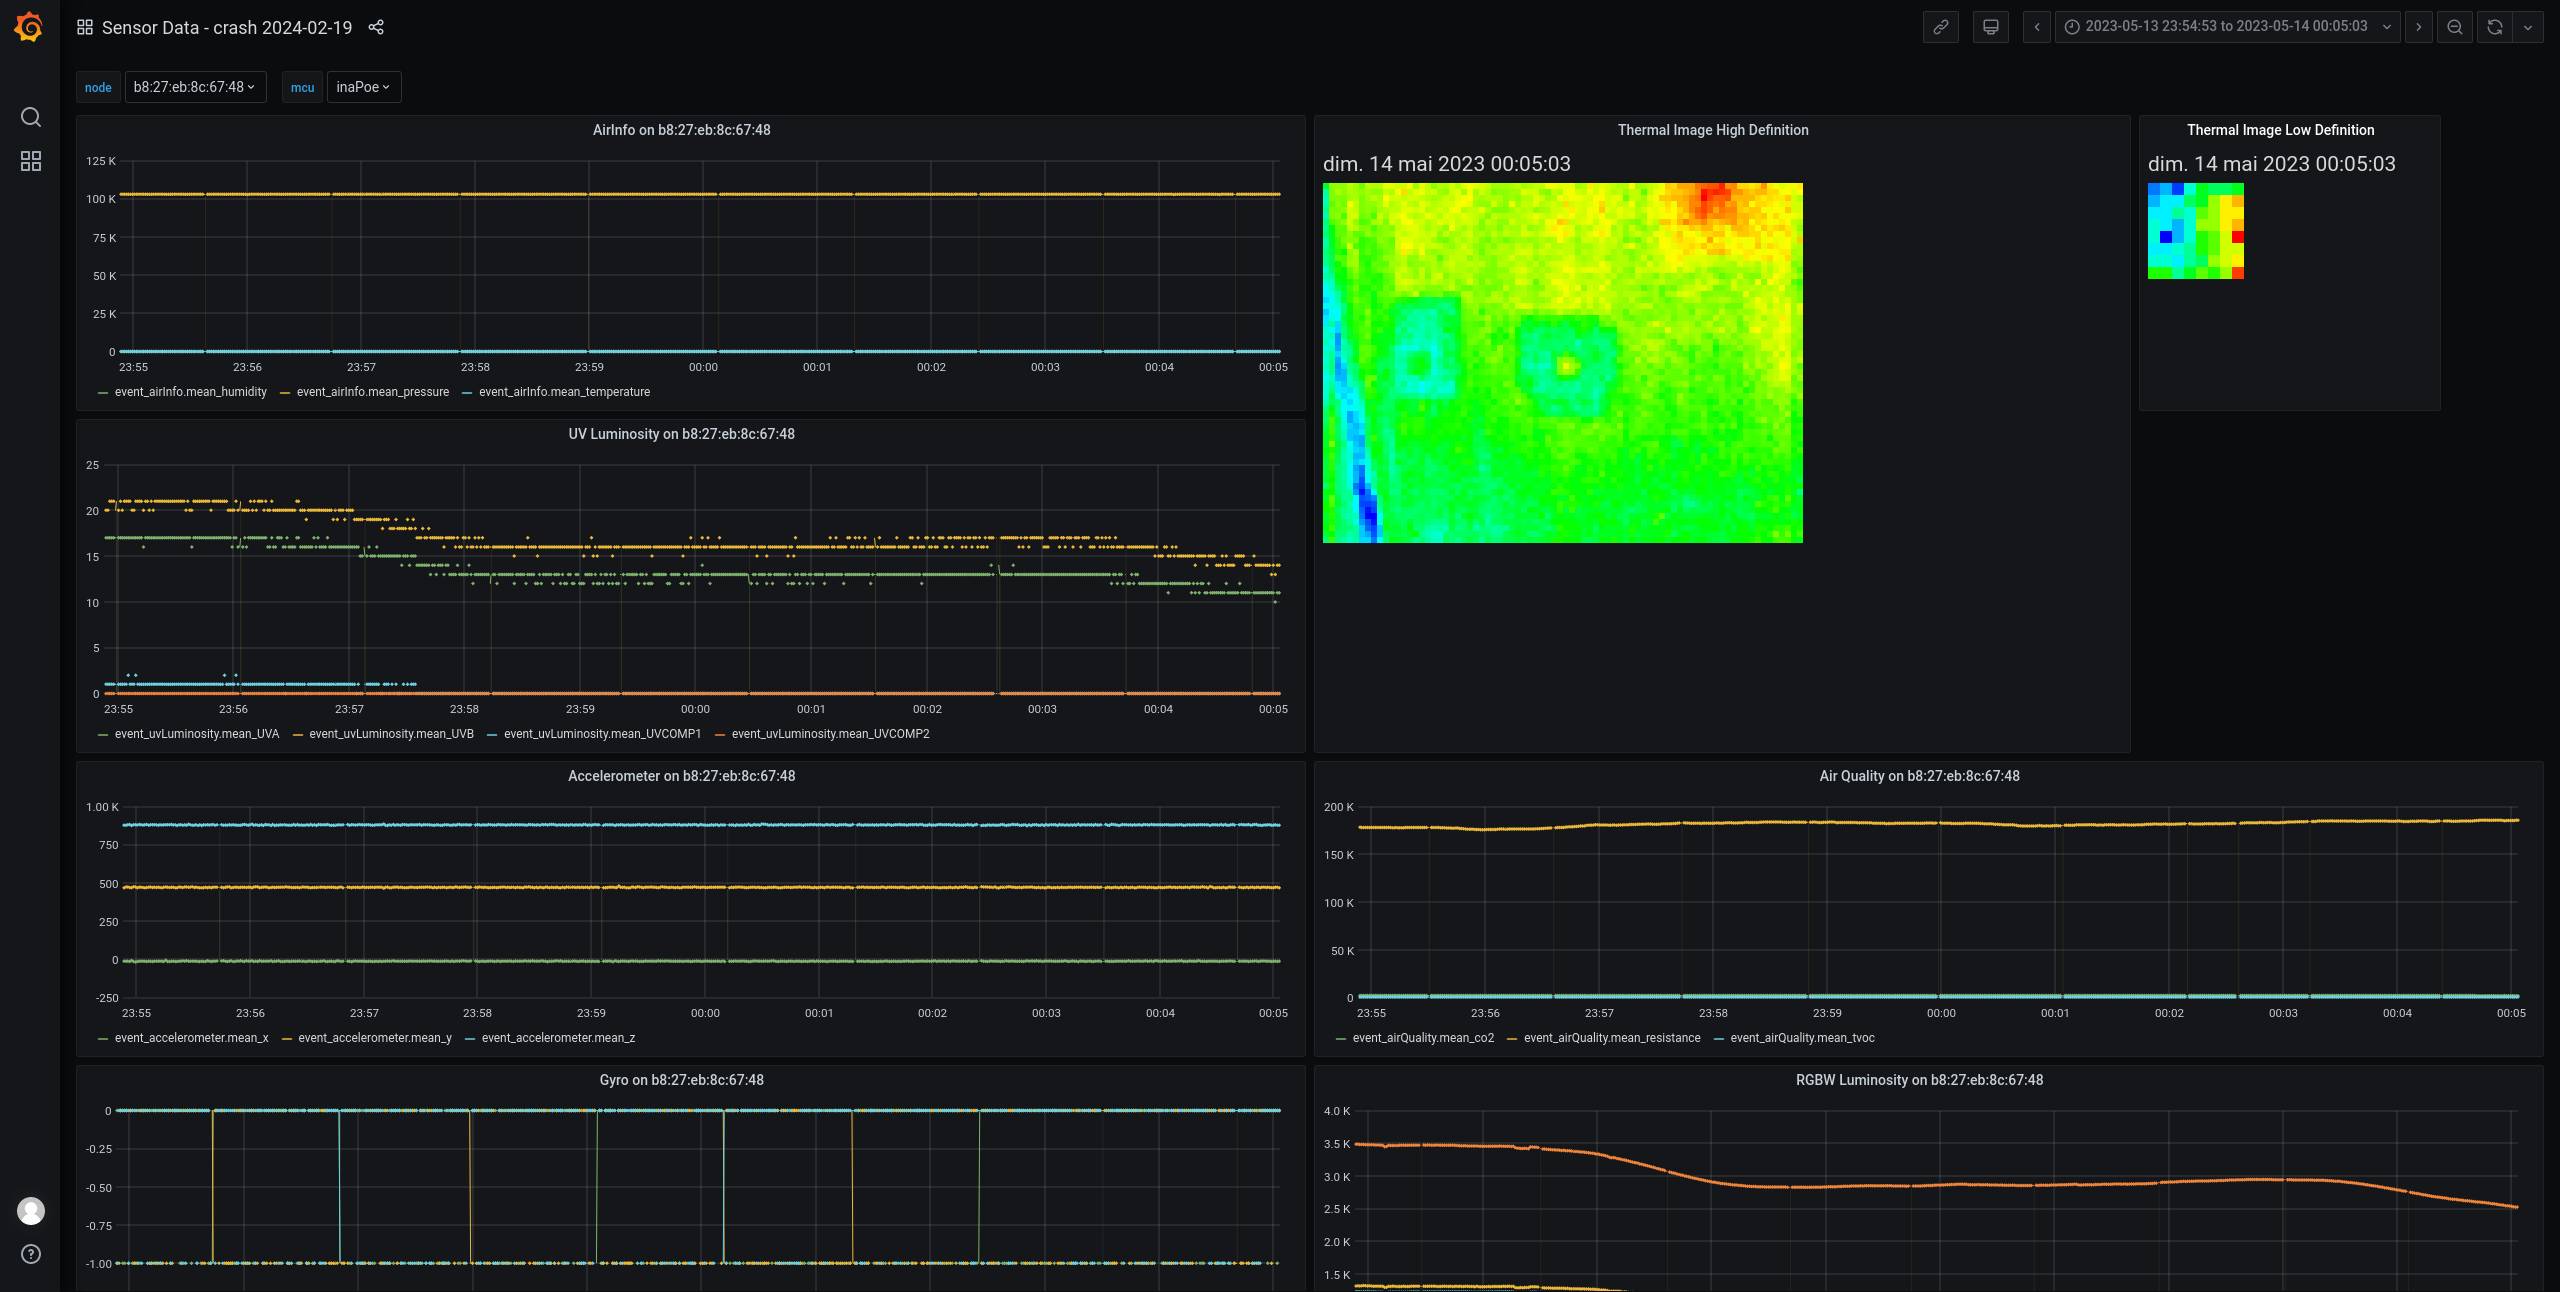 Sensor Data - crash 2024-02-19
2023-05-13 23:54:53 to 2023-05-14 00:05:03
node b8:27:eb:8c:67:48 mcu inaPoe
AirInfo on b8:27:eb:8c:67:48
125 K
100 K
75 K
50 K
25 K
0
23:55 23:56 23:57 23:58 23:59 00:00 00:01 00:02 00:03 00:04 00:05
event_airInfo.mean_humidity event_airInfo.mean_pressure event_airInfo.mean_temperature
Thermal Image High Definition
dim. 14 mai 2023 00:05:03
Thermal Image Low Definition
dim. 14 mai 2023 00:05:03
UV Luminosity on b8:27:eb:8c:67:48
25
20
15
10
5
0
23:55 23:56 23:57 23:58 23:59 00:00 00:01 00:02 00:03 00:04 00:05
event_uvLuminosity.mean_UVA event_uvLuminosity.mean_UVB event_uvLuminosity.mean_UVCOMP1 event_uvLuminosity.mean_UVCOMP2
Accelerometer on b8:27:eb:8c:67:48
1.00 K
750
500
250
0
-250
23:55 23:56 23:57 23:58 23:59 00:00 00:01 00:02 00:03 00:04 00:05
event_accelerometer.mean_x event_accelerometer.mean_y event_accelerometer.mean_z
Air Quality on b8:27:eb:8c:67:48
200 K
150 K
100 K
50 K
0
23:55 23:56 23:57 23:58 23:59 00:00 00:01 00:02 00:03 00:04 00:05
event_airQuality.mean_co2 event_airQuality.mean_resistance event_airQuality.mean_tvoc
Gyro on b8:27:eb:8c:67:48
0
-0.25
-0.50
-0.75
-1.00
RGBW Luminosity on b8:27:eb:8c:67:48
4.0 K
3.5 K
3.0 K
2.5 K
2.0 K
1.5 K